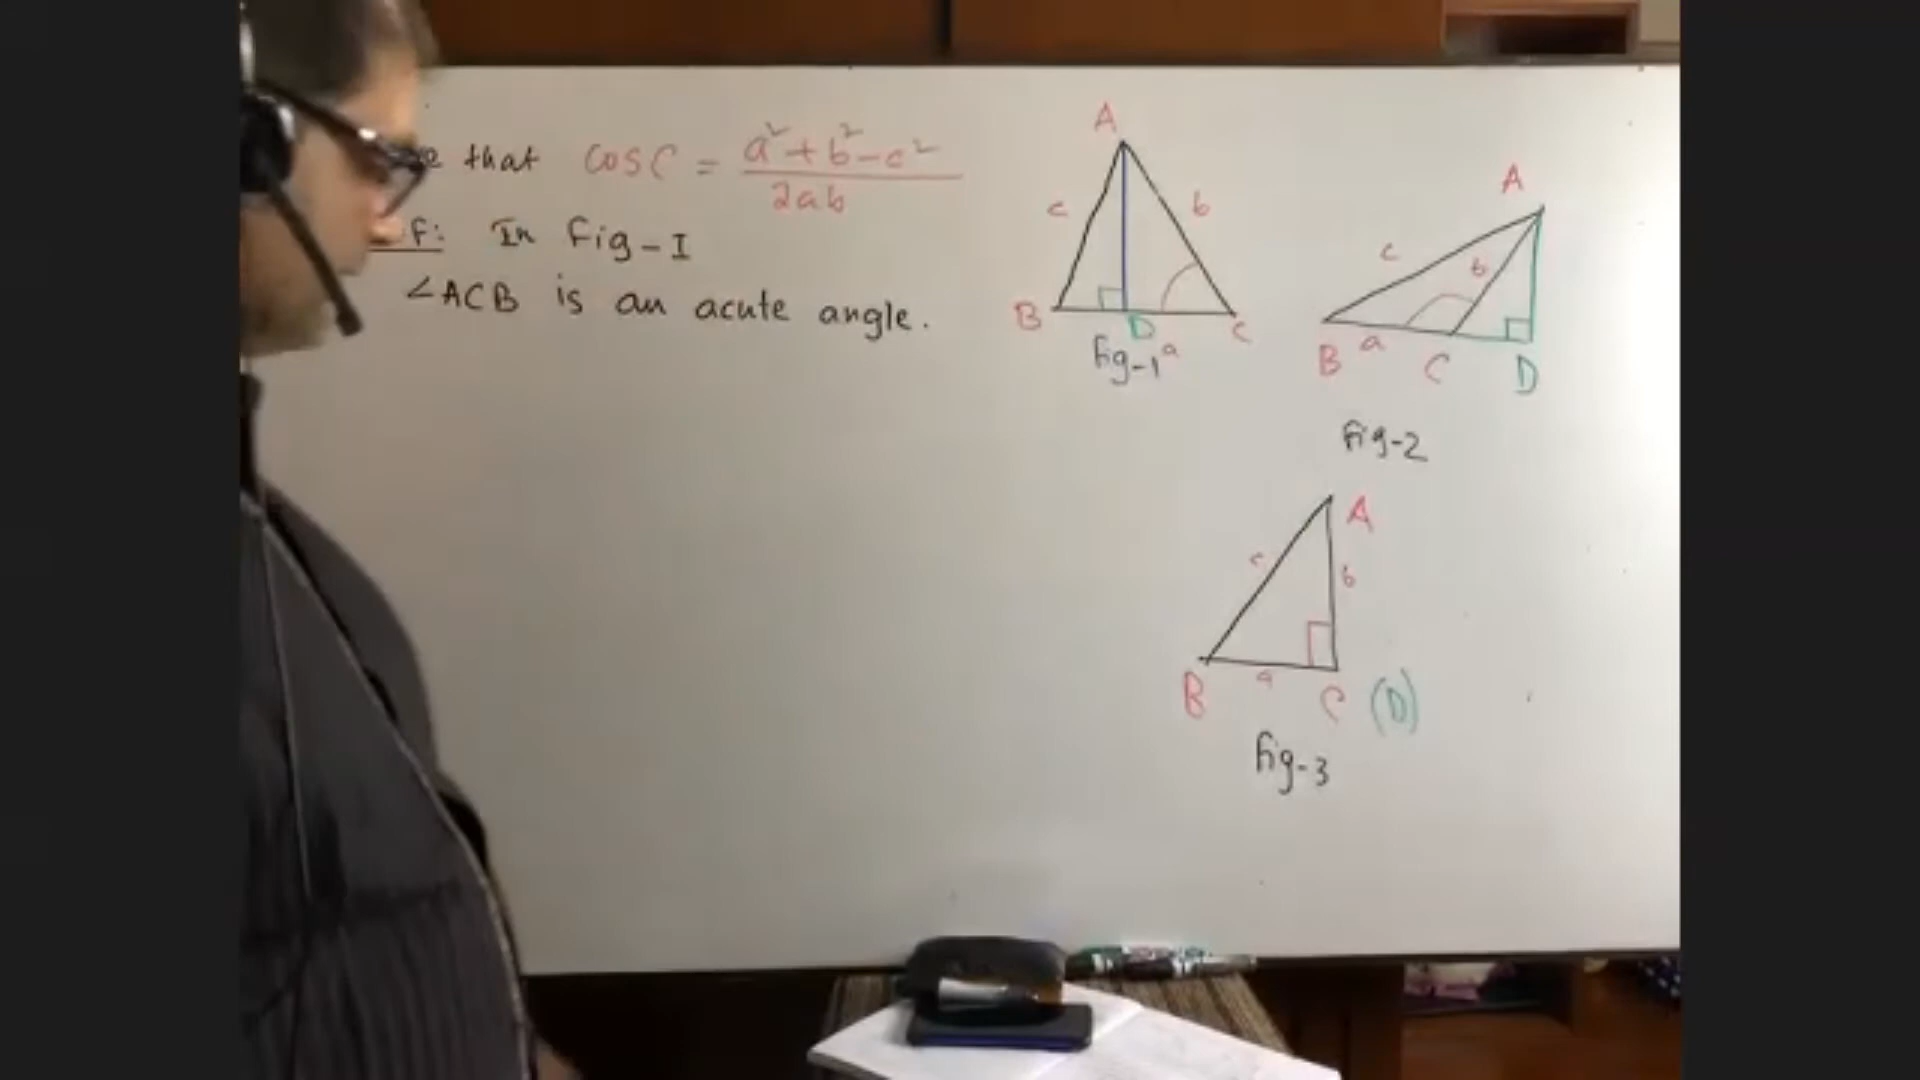 that cos C = a²+b²-c² / 2ab
In Fig-I
∠ACB is an acute angle.
A
c
b
B
D
C
a
Fig-1
A
c
b
B
a
C
D
Fig-2
A
c
b
B
a
C
(D)
Fig-3